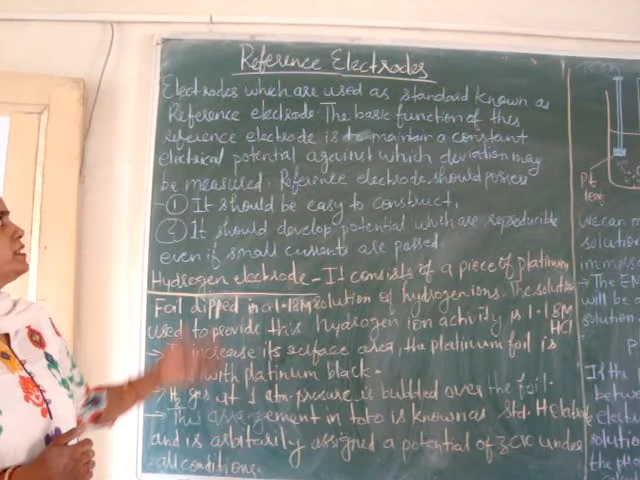 Reference Electrodes
Electrodes which are used as standard known as
Reference electrode. The basic function of this
reference electrode is to maintain a constant
electrical potential against which deviation may
be measured. Reference electrode should possess
① It should be easy to construct.
② It should develop potential which are reproducible
even if small currents are passed.
Hydrogen electrode - It consists of a piece of platinum
Foil dipped in a 1.18M solution of hydrogen ions. The solution
used to provide this hydrogen ion activity is 1.18M
HCl
→ increase its surface area, the platinum foil is
with platinum black.
→ H2 gas at 1 atm. pressure is bubbled over the foil.
→ This arrangement in toto is known as Std. H electrode
and is arbitrarily assigned a potential of zero under
all conditions.
Pt
we can m
solution
→ The EM
will be
solution
P
If the
betwee
electro
solution
the pH